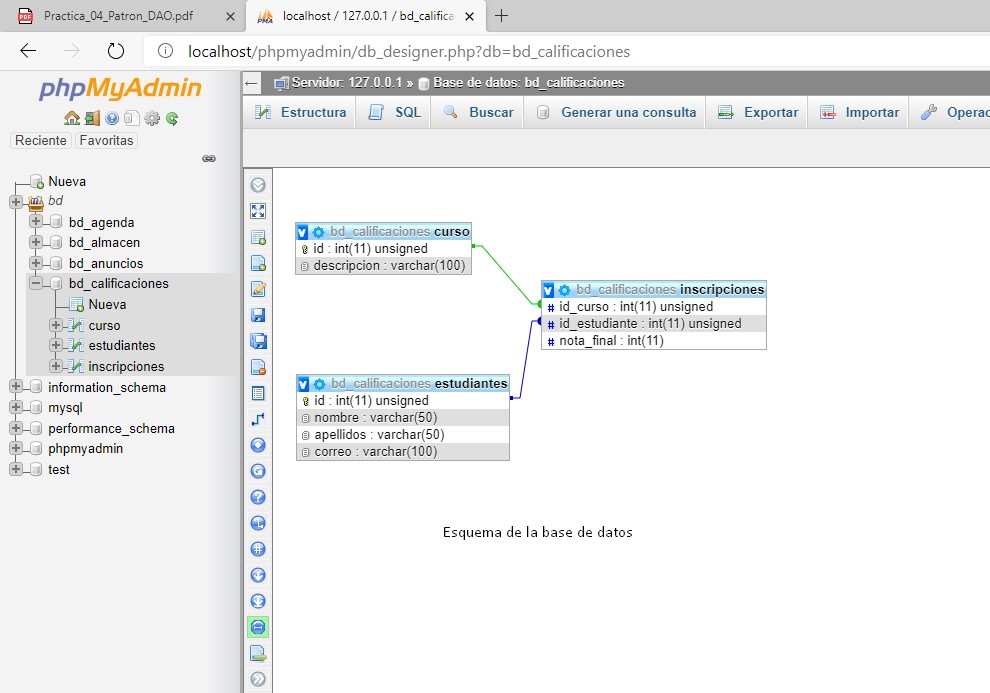 Practica_04_Patron_DAO.pdf
localhost / 127.0.0.1 / bd_califica
localhost/phpmyadmin/db_designer.php?db=bd_calificaciones
phpMyAdmin
Reciente Favoritas
Nueva
bd
bd_agenda
bd_almacen
bd_anuncios
bd_calificaciones
Nueva
curso
estudiantes
inscripciones
information_schema
mysql
performance_schema
phpmyadmin
test
Servidor: 127.0.0.1 » Base de datos: bd_calificaciones
Estructura SQL Buscar Generar una consulta Exportar Importar Operac
bd_calificaciones curso
id : int(11) unsigned
descripcion : varchar(100)
bd_calificaciones inscripciones
# id_curso : int(11) unsigned
# id_estudiante : int(11) unsigned
# nota_final : int(11)
bd_calificaciones estudiantes
id : int(11) unsigned
nombre : varchar(50)
apellidos : varchar(50)
correo : varchar(100)
Esquema de la base de datos